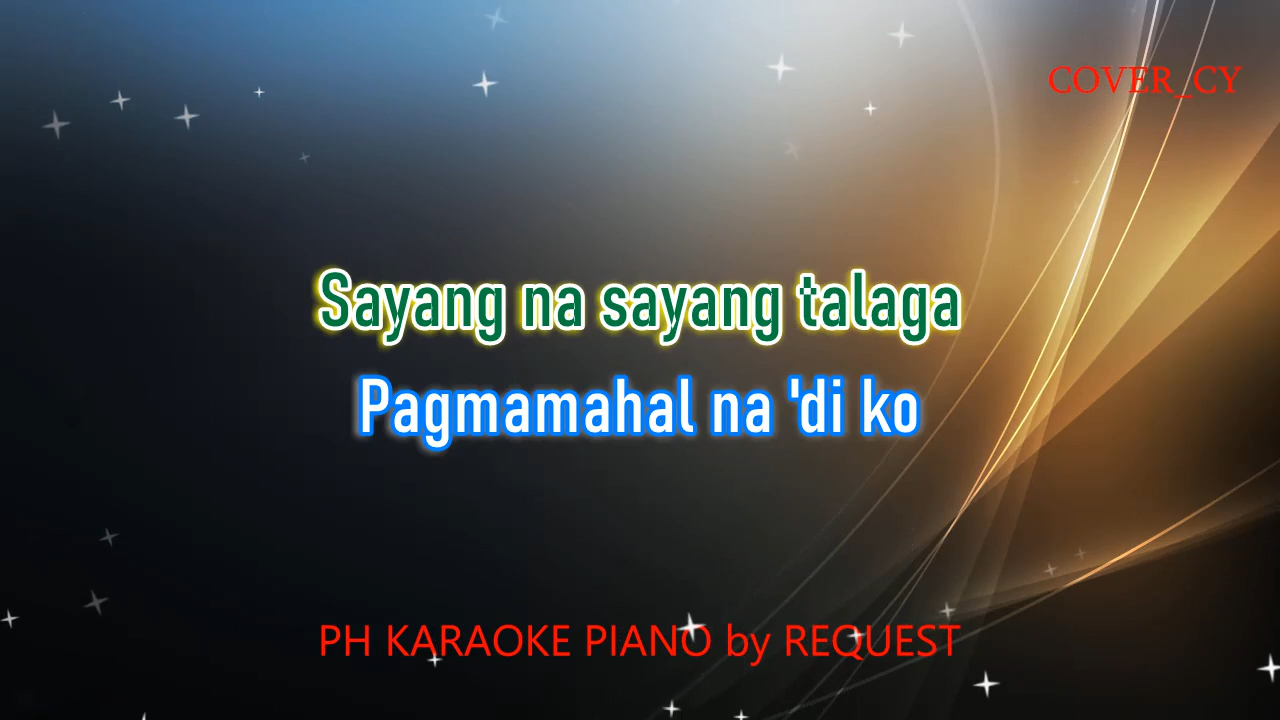 COVER_CY
Sayang na sayang talaga
Pagmamahal na 'di ko
PH KARAOKE PIANO by REQUEST